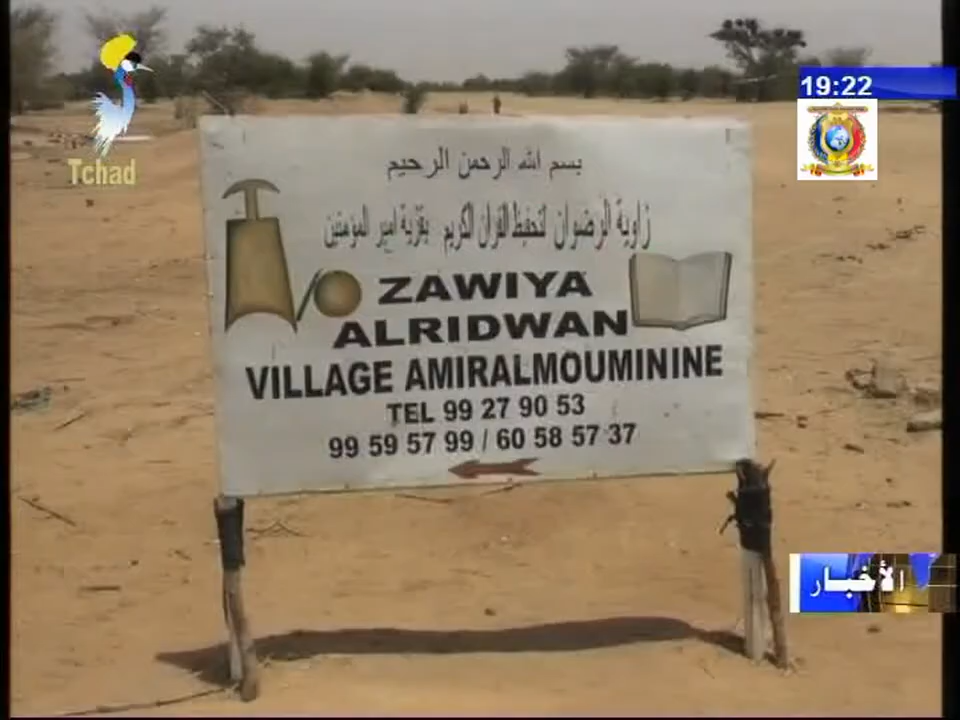 19:22
Tchad
بسم الله الرحمن الرحيم
زاوية الرضوان لتحفيظ القران الكريم بقرية امير المؤمنين
ZAWIYA
ALRIDWAN
VILLAGE AMIRALMOUMININE
TEL 99 27 90 53
99 59 57 99 / 60 58 57 37
الأخبار